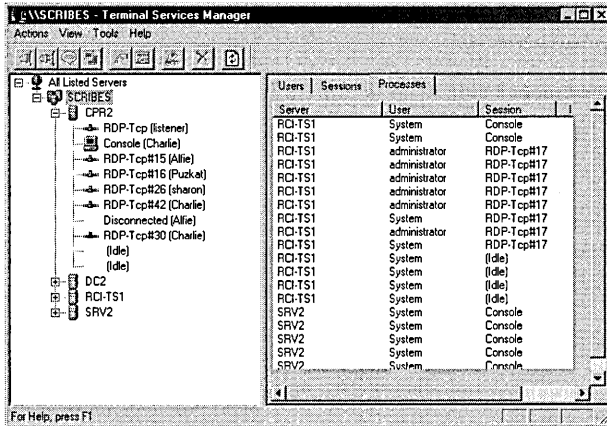 \\SCRIBES - Terminal Services Manager
Actions View Tools Help
All Listed Servers
SCRIBES
CPR2
RDP-Tcp (listener)
Console (Charlie)
RDP-Tcp#15 (Allie)
RDP-Tcp#16 (Puzkat)
RDP-Tcp#26 (sharon)
RDP-Tcp#42 (Charlie)
Disconnected (Allie)
RDP-Tcp#30 (Charlie)
(Idle)
(Idle)
DC2
RCI-TS1
SRV2
Users Sessions Processes
Server User Session
RCI-TS1 System Console
RCI-TS1 System Console
RCI-TS1 administrator RDP-Tcp#17
RCI-TS1 administrator RDP-Tcp#17
RCI-TS1 administrator RDP-Tcp#17
RCI-TS1 administrator RDP-Tcp#17
RCI-TS1 System RDP-Tcp#17
RCI-TS1 administrator RDP-Tcp#17
RCI-TS1 System RDP-Tcp#17
RCI-TS1 System (Idle)
RCI-TS1 System (Idle)
RCI-TS1 System (Idle)
RCI-TS1 System (Idle)
SRV2 System Console
SRV2 System Console
SRV2 System Console
SRV2 System Console
For Help, press F1